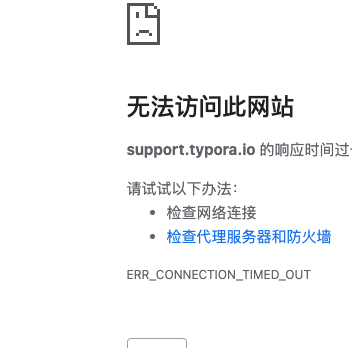 无法访问此网站
support.typora.io 的响应时间过
请试试以下办法：
检查网络连接
检查代理服务器和防火墙
ERR_CONNECTION_TIMED_OUT